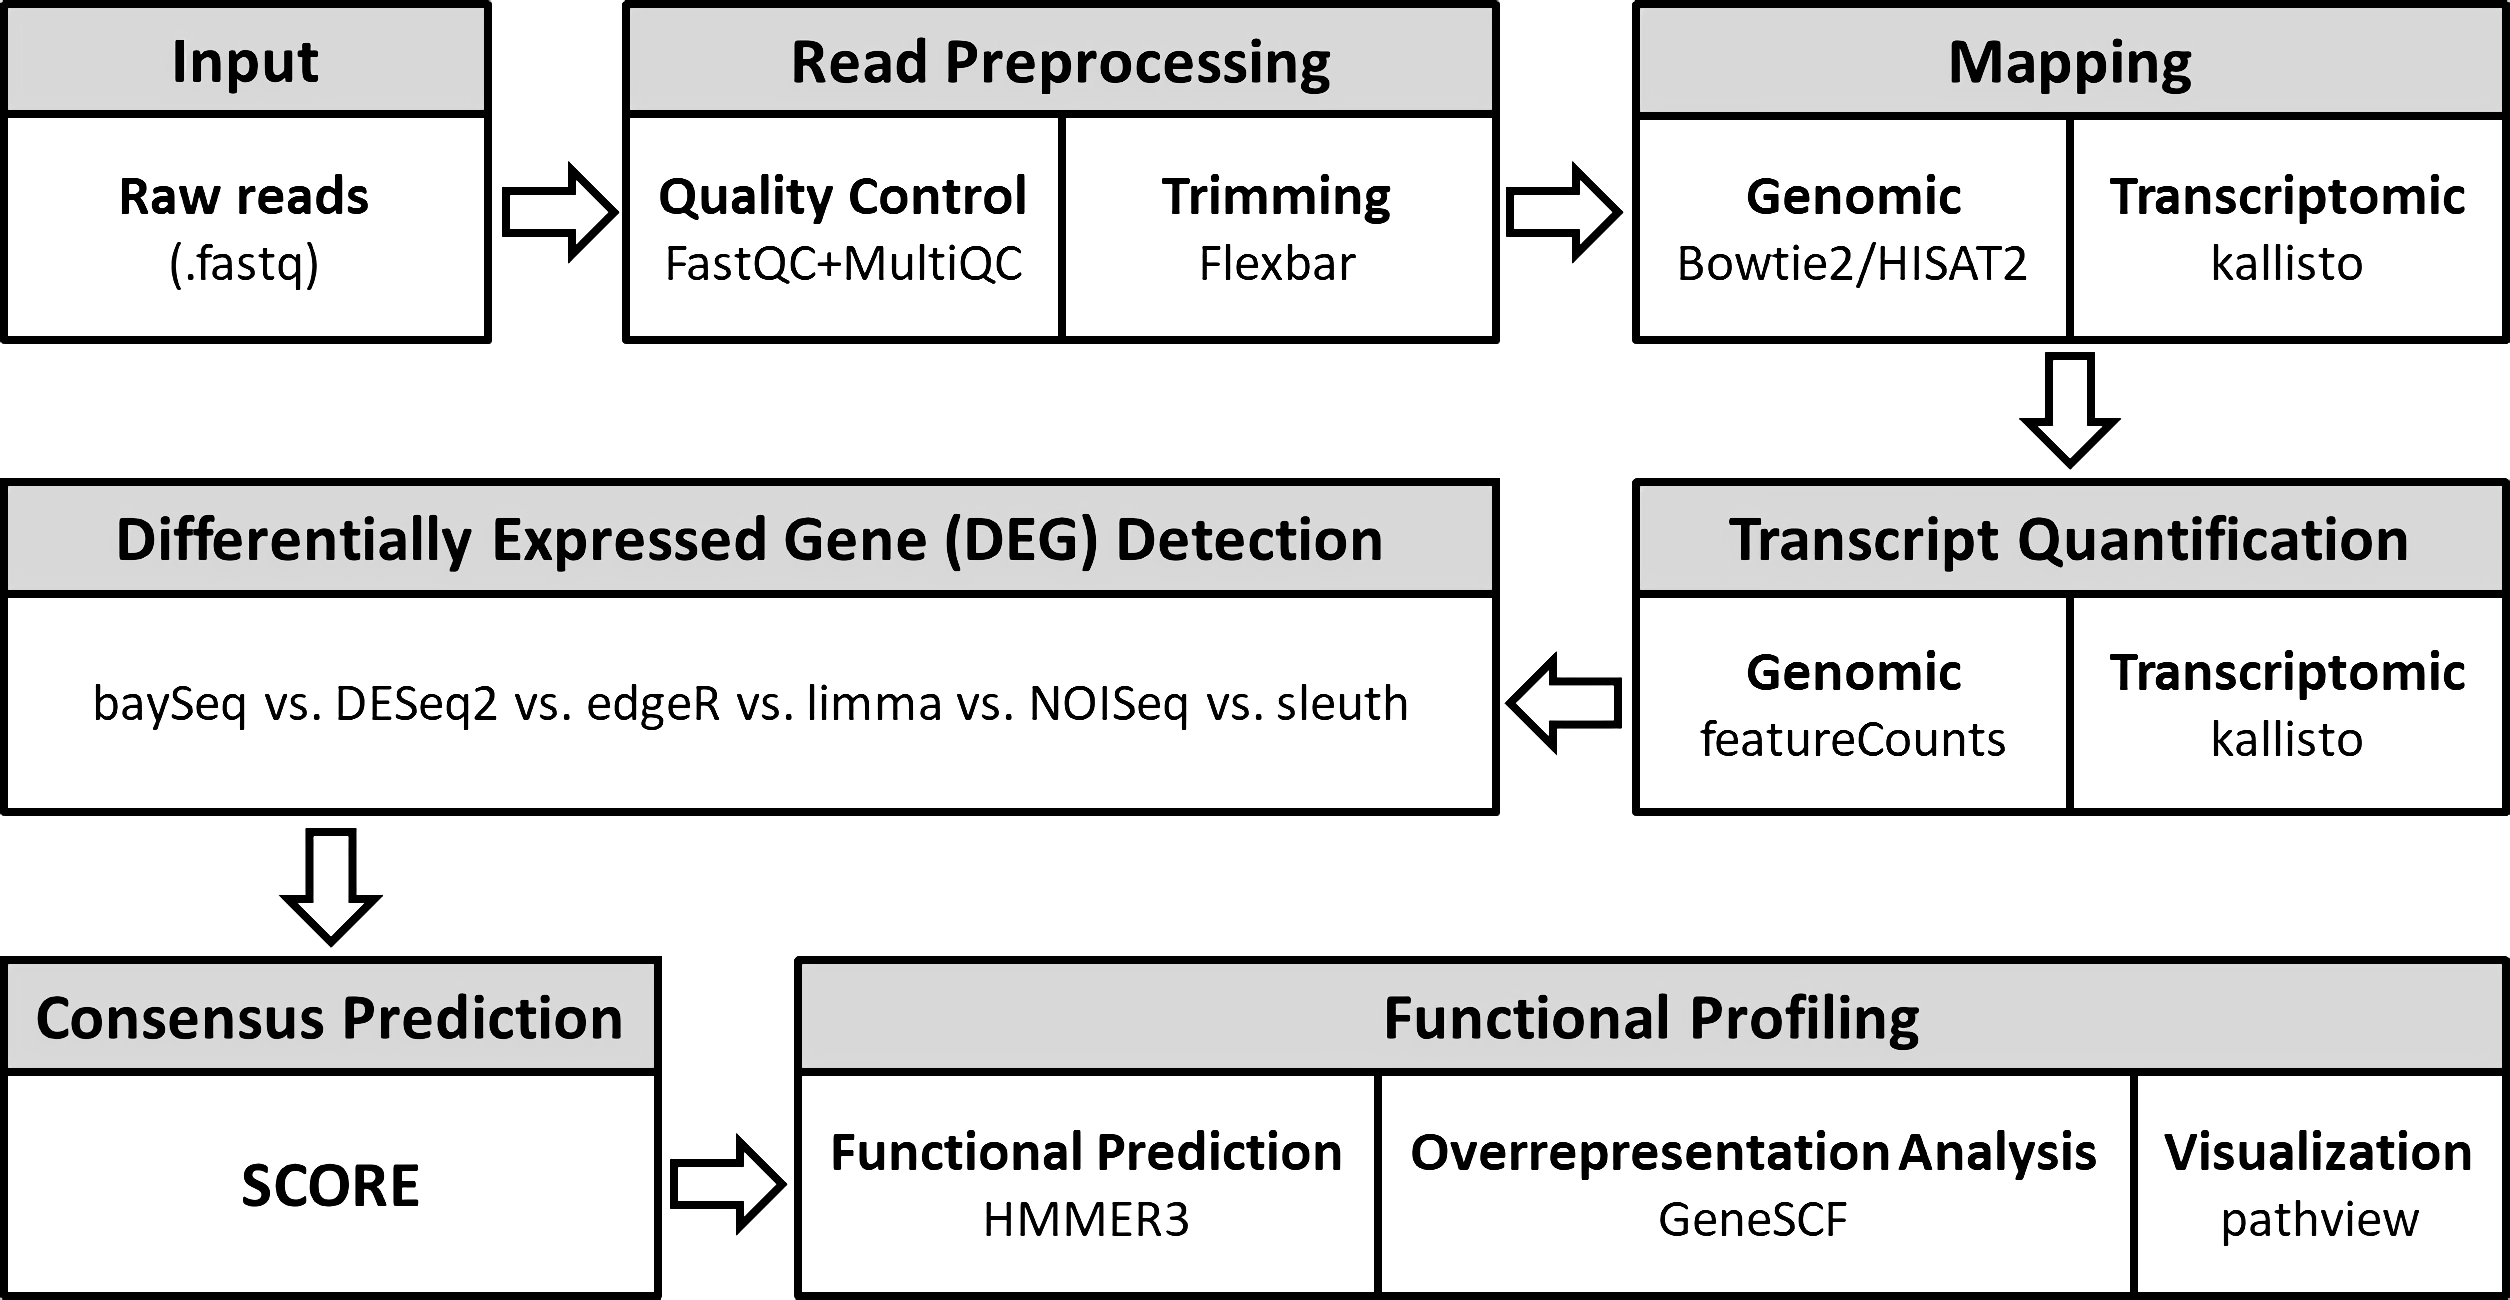 Input
Raw reads
(.fastq)
Read Preprocessing
Quality Control
FastQC+MultiQC
Trimming
Flexbar
Mapping
Genomic
Bowtie2/HISAT2
Transcriptomic
kallisto
Transcript Quantification
Genomic
featureCounts
Transcriptomic
kallisto
Differentially Expressed Gene (DEG) Detection
baySeq vs. DESeq2 vs. edgeR vs. limma vs. NOISeq vs. sleuth
Consensus Prediction
SCORE
Functional Profiling
Functional Prediction
HMMER3
Overrepresentation Analysis
GeneSCF
Visualization
pathview